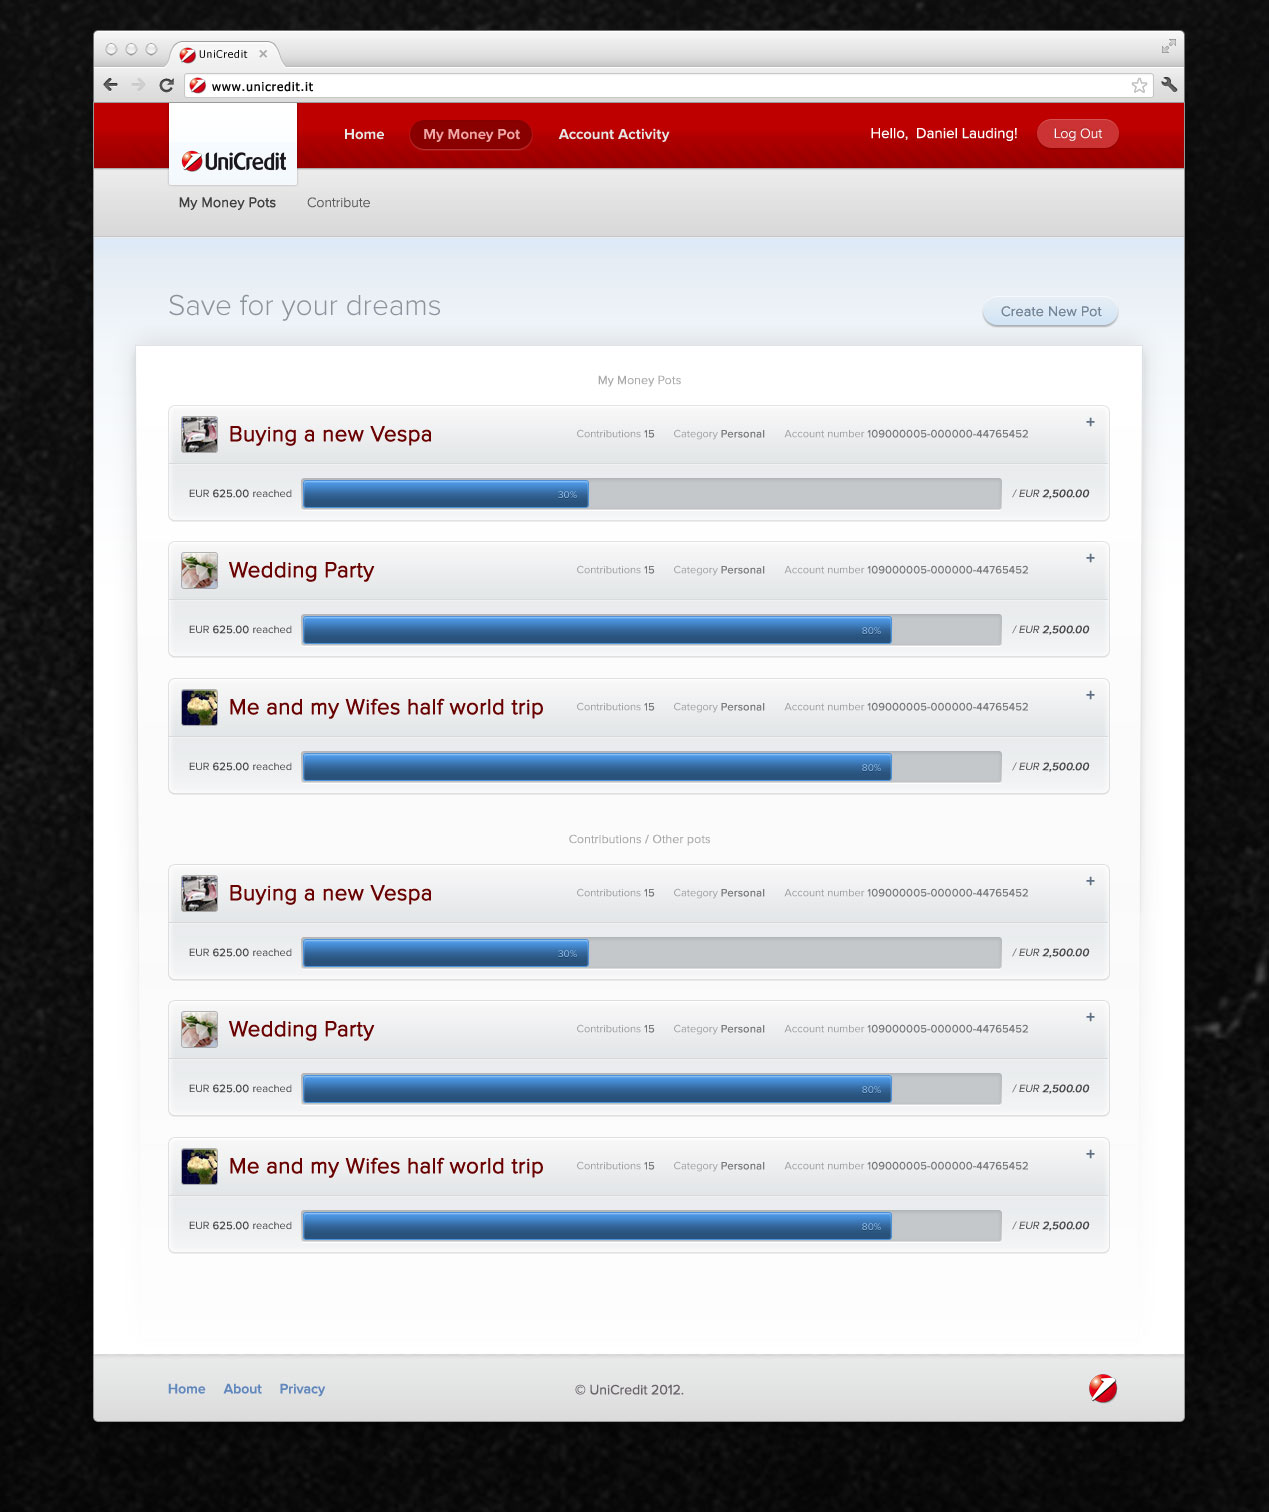 UniCredit
www.unicredit.it
UniCredit
Home My Money Pot Account Activity Hello, Daniel Lauding! Log Out
My Money Pots Contribute
Save for your dreams
Create New Pot
My Money Pots
Buying a new Vespa Contributions 15 Category Personal Account number 109000005-000000-44765452 +
EUR 625.00 reached 30% / EUR 2,500.00
Wedding Party Contributions 15 Category Personal Account number 109000005-000000-44765452 +
EUR 625.00 reached 80% / EUR 2,500.00
Me and my Wifes half world trip Contributions 15 Category Personal Account number 109000005-000000-44765452 +
EUR 625.00 reached 80% / EUR 2,500.00
Contributions / Other pots
Buying a new Vespa Contributions 15 Category Personal Account number 109000005-000000-44765452 +
EUR 625.00 reached 30% / EUR 2,500.00
Wedding Party Contributions 15 Category Personal Account number 109000005-000000-44765452 +
EUR 625.00 reached 80% / EUR 2,500.00
Me and my Wifes half world trip Contributions 15 Category Personal Account number 109000005-000000-44765452 +
EUR 625.00 reached 80% / EUR 2,500.00
Home About Privacy © UniCredit 2012.